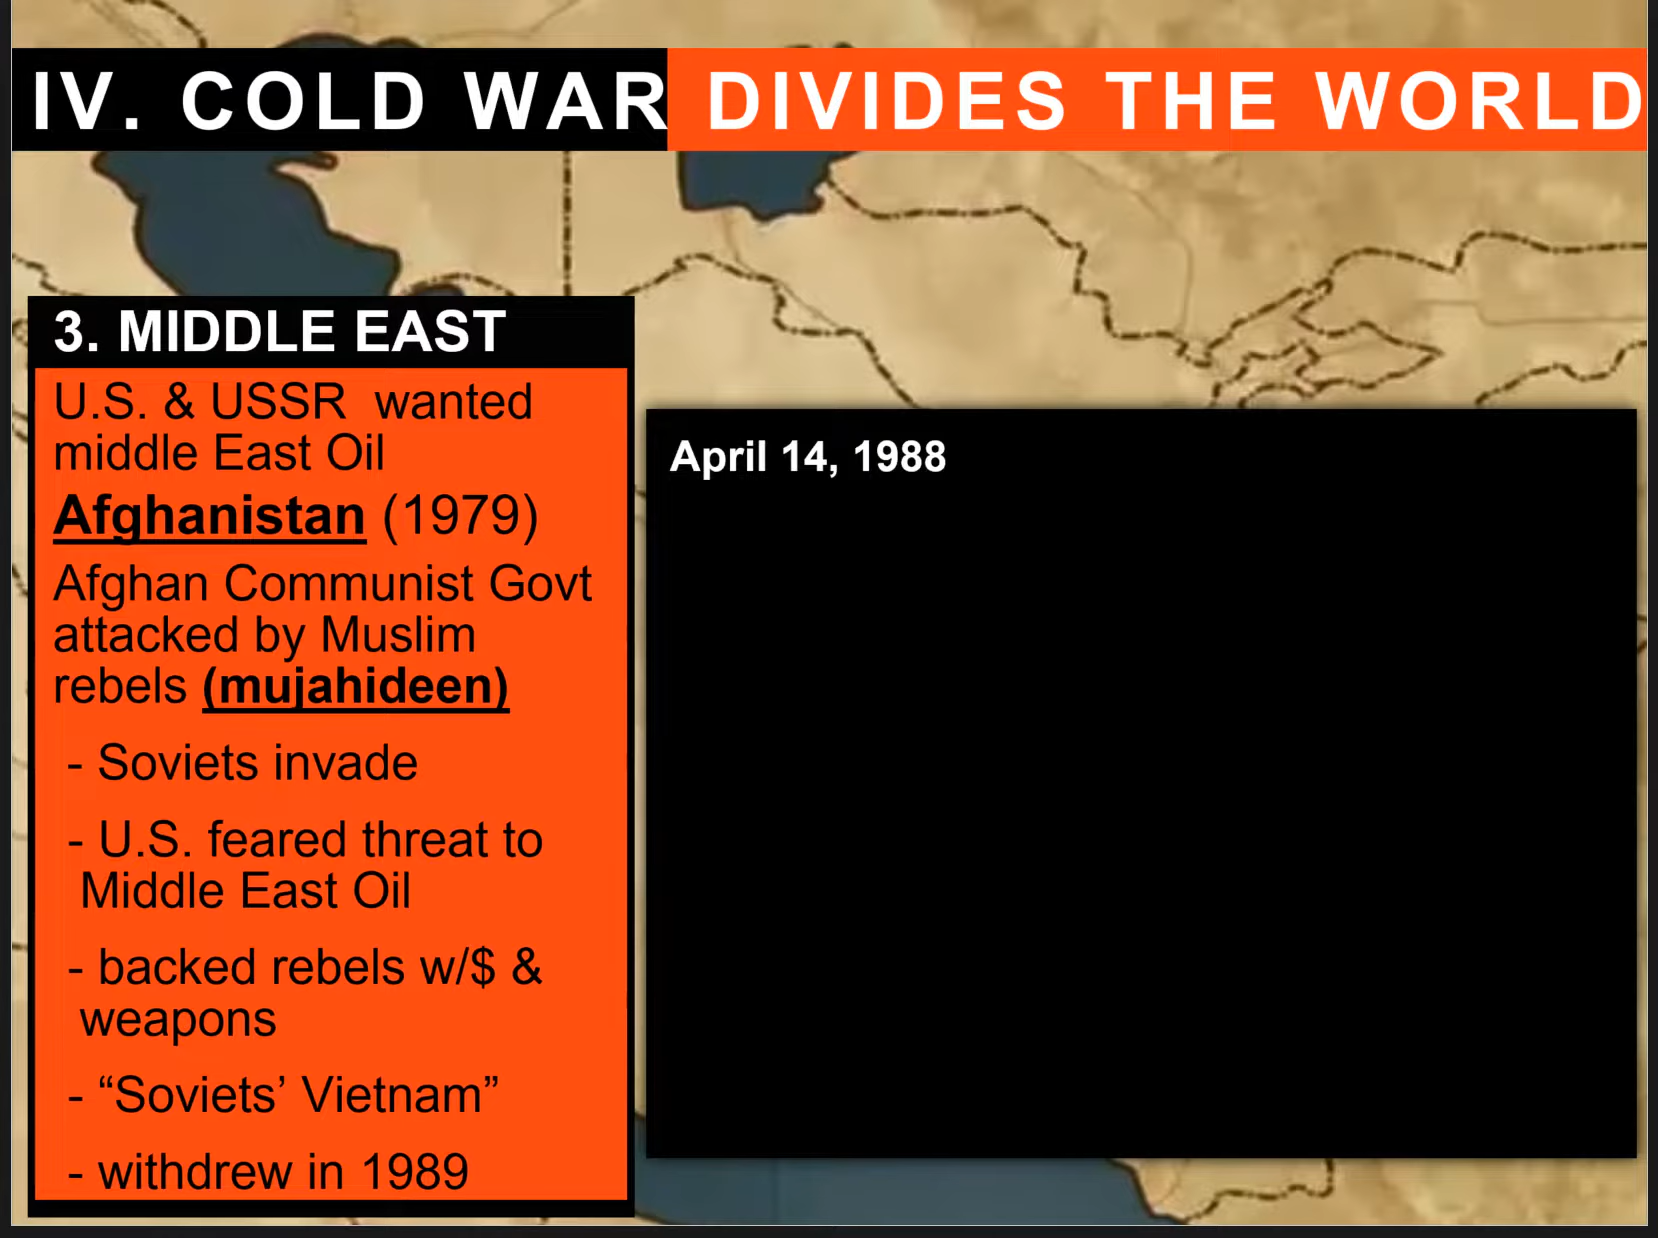 IV. COLD WAR DIVIDES THE WORLD
3. MIDDLE EAST
U.S. & USSR wanted
middle East Oil
Afghanistan (1979)
Afghan Communist Govt
attacked by Muslim
rebels (mujahideen)
- Soviets invade
- U.S. feared threat to
Middle East Oil
- backed rebels w/$ &
weapons
- “Soviets’ Vietnam”
- withdrew in 1989
April 14, 1988